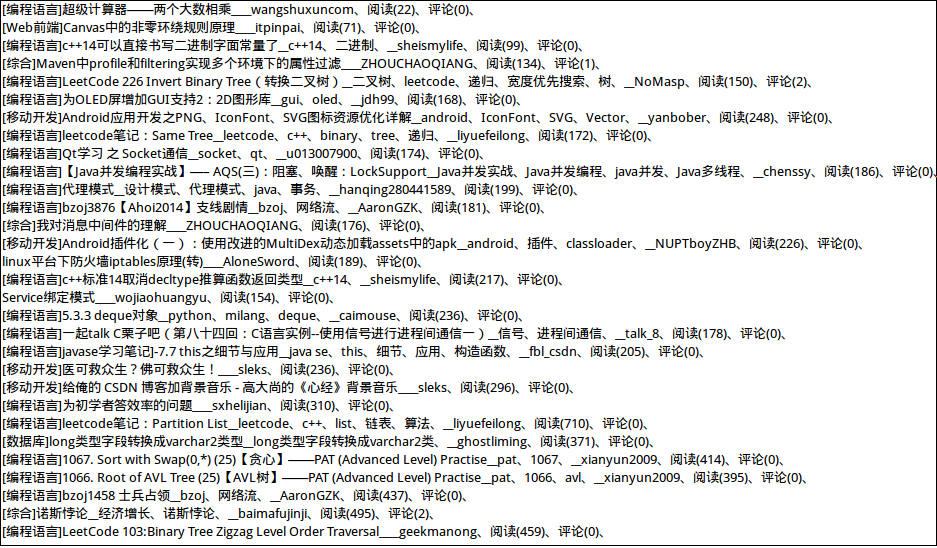 [编程语言]超级计算器——两个大数相乘___wangshuxuncom、阅读(22)、评论(0)、
[Web前端]Canvas中的非零环绕规则原理___itpinpai、阅读(71)、评论(0)、
[编程语言]c++14可以直接书写二进制字面常量了__c++14、二进制、__sheismylife、阅读(99)、评论(0)、
[综合]Maven中profile和filtering实现多个环境下的属性过滤____ZHOUCHAOQIANG、阅读(134)、评论(1)、
[编程语言]LeetCode 226 Invert Binary Tree（转换二叉树）__二叉树、leetcode、递归、宽度优先搜索、树、__NoMasp、阅读(150)、评论(2)、
[编程语言]为OLED屏增加GUI支持2：2D图形库__gui、oled、__jdh99、阅读(168)、评论(0)、
[移动开发]Android应用开发之PNG、IconFont、SVG图标资源优化详解__android、IconFont、SVG、Vector、__yanbober、阅读(248)、评论(0)、
[编程语言]leetcode笔记：Same Tree__leetcode、c++、binary、tree、递归、__liyuefeilong、阅读(172)、评论(0)、
[编程语言]Qt学习 之 Socket通信__socket、qt、__u013007900、阅读(174)、评论(0)、
[编程语言]【Java并发编程实战】—– AQS(三)：阻塞、唤醒：LockSupport__Java并发实战、Java并发编程、java并发、Java多线程、__chenssy、阅读(186)、评论(0)、
[编程语言]代理模式__设计模式、代理模式、java、事务、__hanqing280441589、阅读(199)、评论(0)、
[编程语言]bzoj3876【Ahoi2014】支线剧情__bzoj、网络流、__AaronGZK、阅读(181)、评论(0)、
[综合]我对消息中间件的理解____ZHOUCHAOQIANG、阅读(176)、评论(0)、
[移动开发]Android插件化（一）：使用改进的MultiDex动态加载assets中的apk__android、插件、classloader、__NUPTboyZHB、阅读(226)、评论(0)、
linux平台下防火墙iptables原理(转)____AloneSword、阅读(189)、评论(0)、
[编程语言]c++标准14取消decltype推算函数返回类型__c++14、__sheismylife、阅读(217)、评论(0)、
Service绑定模式____wojiaohuangyu、阅读(154)、评论(0)、
[编程语言]5.3.3 deque对象__python、milang、deque、__caimouse、阅读(236)、评论(0)、
[编程语言]一起talk C栗子吧（第八十四回：C语言实例--使用信号进行进程间通信一）__信号、进程间通信、__talk_8、阅读(178)、评论(0)、
[编程语言]javase学习笔记]-7.7 this之细节与应用__java se、this、细节、应用、构造函数、__fbl_csdn、阅读(205)、评论(0)、
[移动开发]医可救众生？佛可救众生！____sleks、阅读(236)、评论(0)、
[移动开发]给俺的 CSDN 博客加背景音乐 - 高大尚的《心经》背景音乐____sleks、阅读(296)、评论(0)、
[编程语言]为初学者答效率的问题____sxhelijian、阅读(310)、评论(0)、
[编程语言]leetcode笔记：Partition List__leetcode、c++、list、链表、算法、__liyuefeilong、阅读(710)、评论(0)、
[数据库]long类型字段转换成varchar2类型__long类型字段转换成varchar2类、__ghostliming、阅读(371)、评论(0)、
[编程语言]1067. Sort with Swap(0,*) (25)【贪心】——PAT (Advanced Level) Practise__pat、1067、__xianyun2009、阅读(414)、评论(0)、
[编程语言]1066. Root of AVL Tree (25)【AVL树】——PAT (Advanced Level) Practise__pat、1066、avl、__xianyun2009、阅读(395)、评论(0)、
[编程语言]bzoj1458 士兵占领__bzoj、网络流、__AaronGZK、阅读(437)、评论(0)、
[综合]诺斯悖论__经济增长、诺斯悖论、__baimafujinji、阅读(495)、评论(2)、
[编程语言]LeetCode 103:Binary Tree Zigzag Level Order Traversal____geekmanong、阅读(459)、评论(0)、